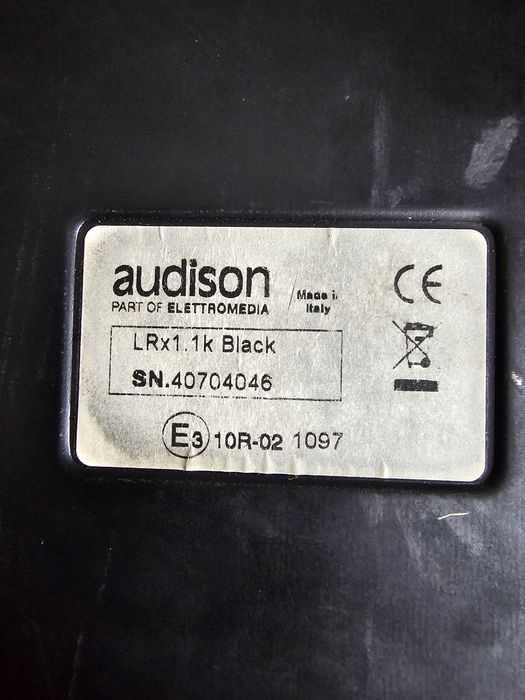 audison
PART OF ELETTROMEDIA
Made in
Italy
LRx1.1k Black
SN.40704046
CE
E3 10R-02 1097